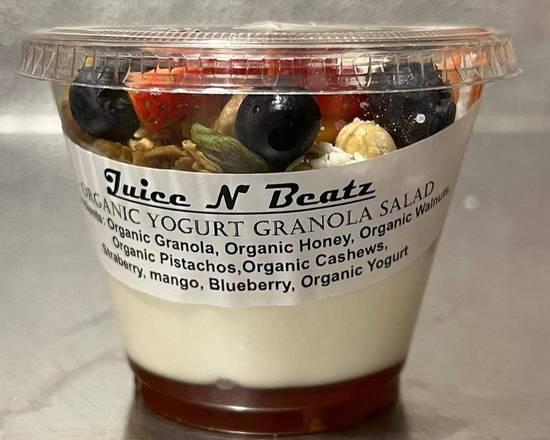 Juice N Beatz
ORGANIC YOGURT GRANOLA SALAD
Organic Granola, Organic Honey, Organic Walnuts,
Organic Pistachos,Organic Cashews,
mango, Blueberry, Organic Yogurt